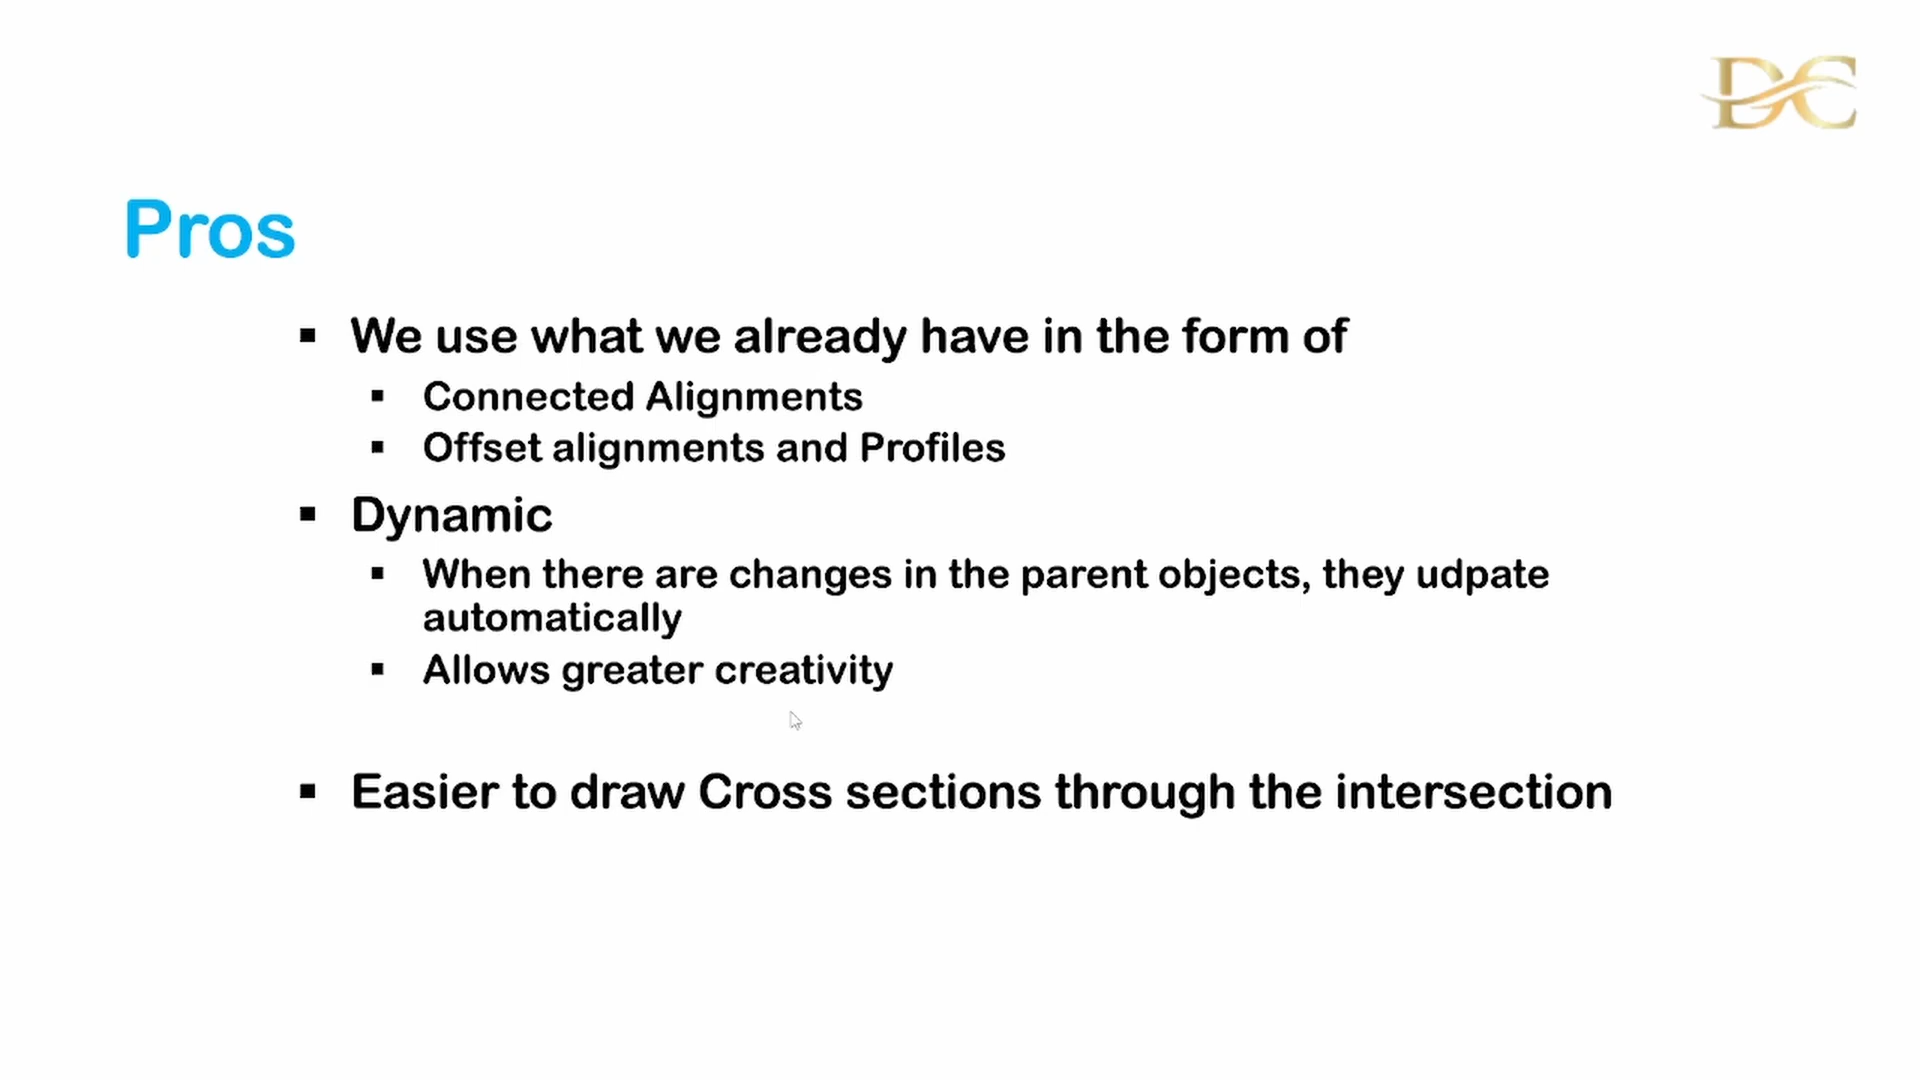 DC
Pros
▪ We use what we already have in the form of
▪ Connected Alignments
▪ Offset alignments and Profiles
▪ Dynamic
▪ When there are changes in the parent objects, they udpate
automatically
▪ Allows greater creativity
▪ Easier to draw Cross sections through the intersection